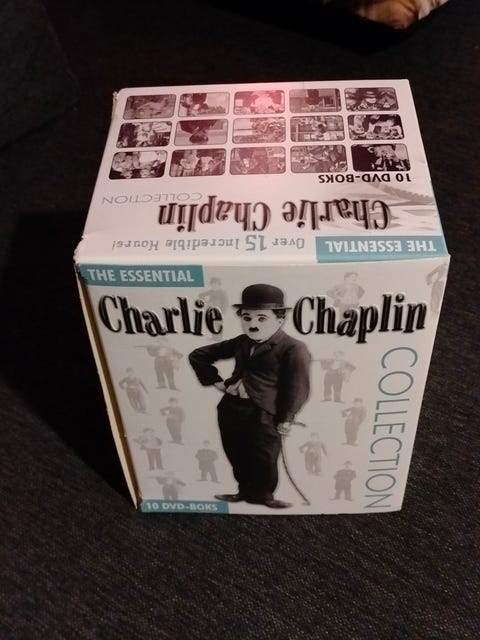 10 DVD-BOKS
Charlie Chaplin
COLLECTION
THE ESSENTIAL
Over 15 Incredible Hours!
THE ESSENTIAL
Charlie Chaplin
COLLECTION
10 DVD-BOKS